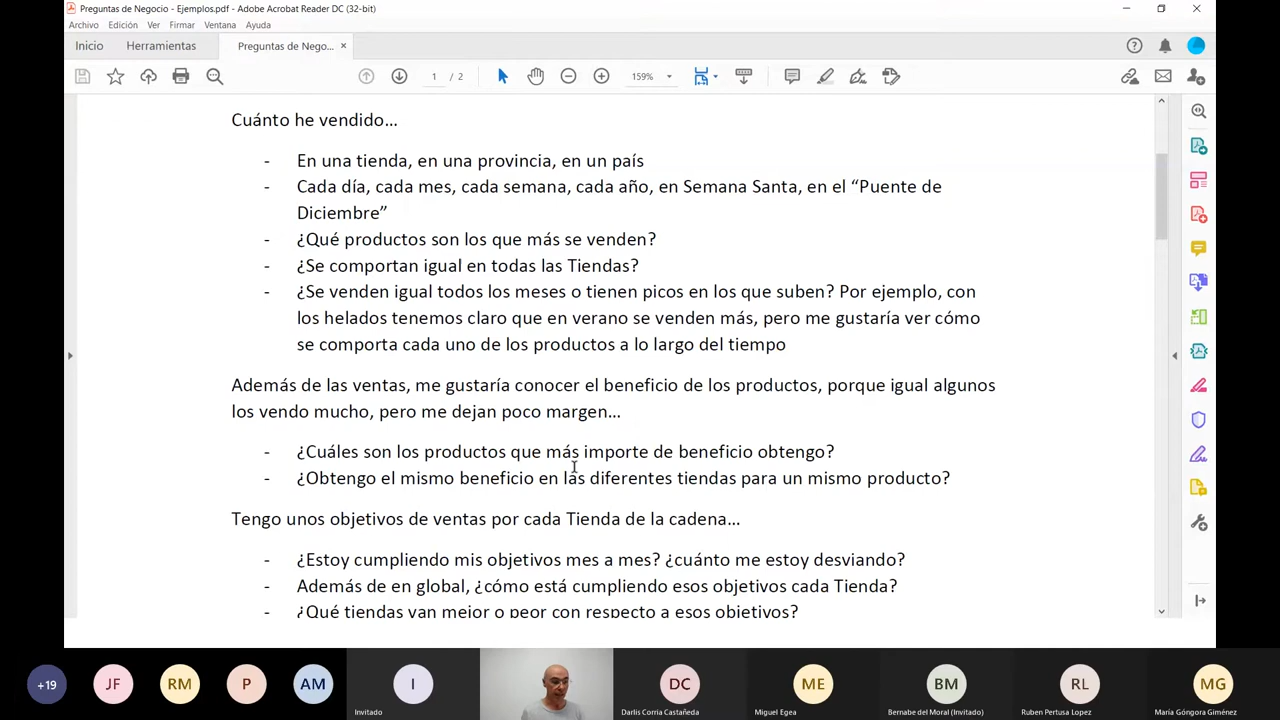 Preguntas de Negocio - Ejemplos.pdf - Adobe Acrobat Reader DC (32-bit)
Archivo Edición Ver Firmar Ventana Ayuda
Inicio Herramientas Preguntas de Nego... ×
1 / 2 159%
Cuánto he vendido...
- En una tienda, en una provincia, en un país
- Cada día, cada mes, cada semana, cada año, en Semana Santa, en el “Puente de
Diciembre”
- ¿Qué productos son los que más se venden?
- ¿Se comportan igual en todas las Tiendas?
- ¿Se venden igual todos los meses o tienen picos en los que suben? Por ejemplo, con
los helados tenemos claro que en verano se venden más, pero me gustaría ver cómo
se comporta cada uno de los productos a lo largo del tiempo
Además de las ventas, me gustaría conocer el beneficio de los productos, porque igual algunos
los vendo mucho, pero me dejan poco margen...
- ¿Cuáles son los productos que más importe de beneficio obtengo?
- ¿Obtengo el mismo beneficio en las diferentes tiendas para un mismo producto?
Tengo unos objetivos de ventas por cada Tienda de la cadena...
- ¿Estoy cumpliendo mis objetivos mes a mes? ¿cuánto me estoy desviando?
- Además de en global, ¿cómo está cumpliendo esos objetivos cada Tienda?
- ¿Qué tiendas van mejor o peor con respecto a esos objetivos?
+19 JF RM P AM I DC ME BM RL MG
Invitado Darlis Corria Castañeda Miguel Egea Bernabe del Moral (Invitado) Ruben Pertusa Lopez María Góngora Giménez